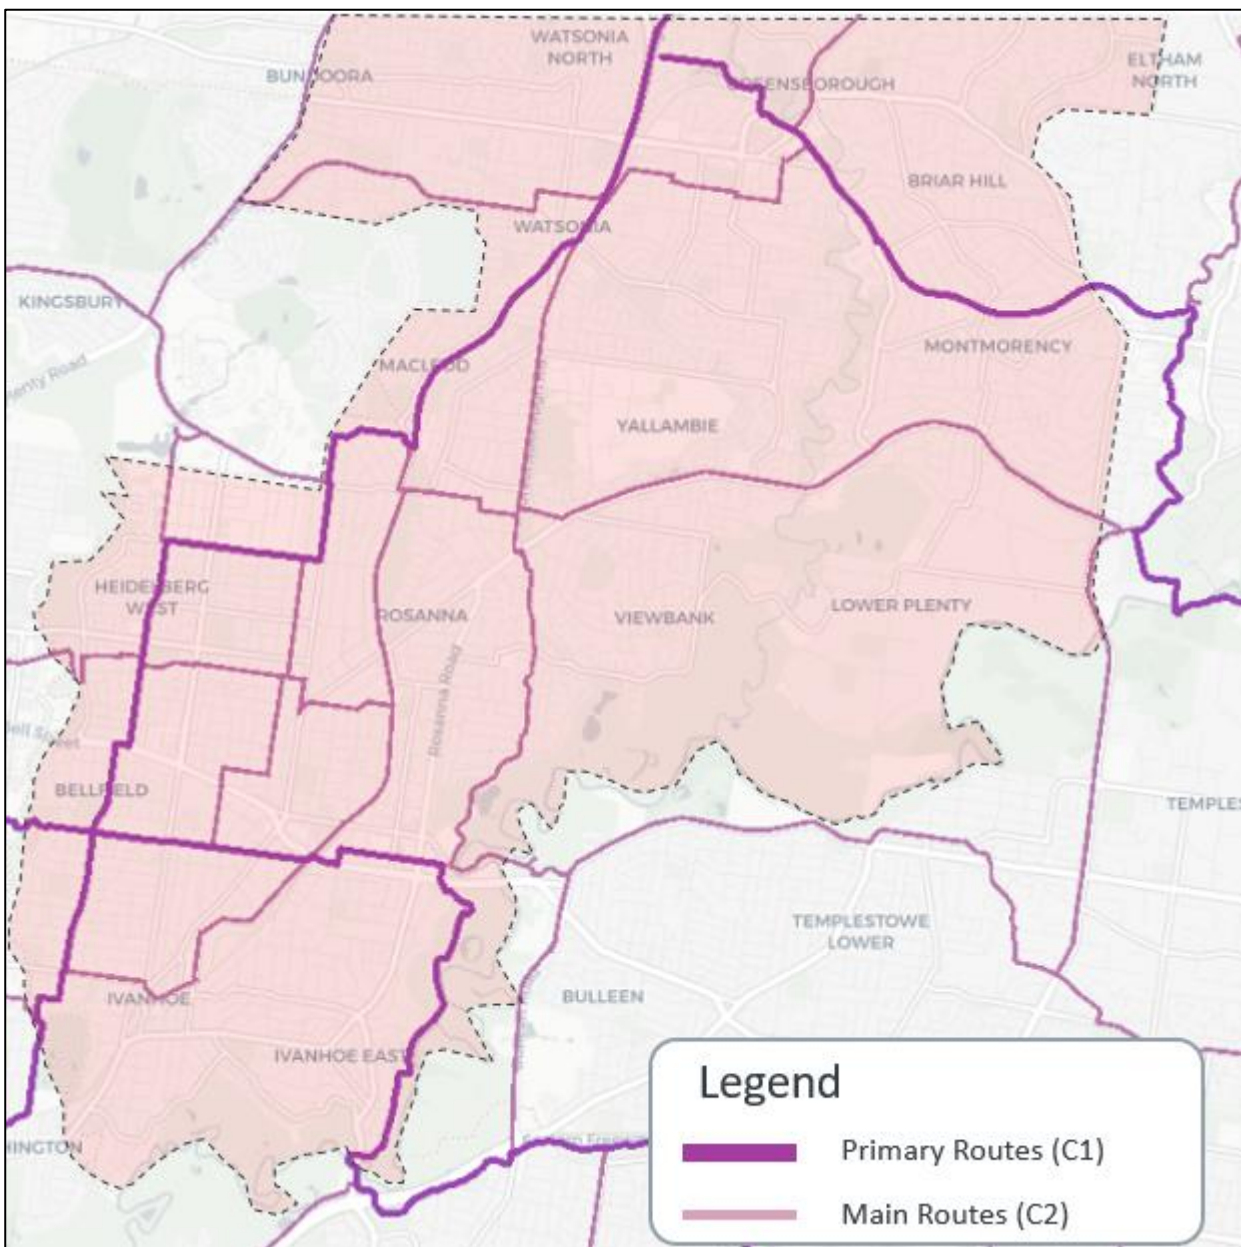 WATSONIA
NORTH
BUNDOORA
GREENSBOROUGH
ELTHAM
NORTH
BRIAR HILL
WATSONIA
KINGSBURY
MONTMORENCY
MACLEOD
YALLAMBIE
HEIDELBERG
WEST
ROSANNA
VIEWBANK
LOWER PLENTY
Rosanna Road
BELLFIELD
TEMPLES
TEMPLESTOWE
LOWER
BULLEEN
IVANHOE
IVANHOE EAST
Legend
Primary Routes (C1)
Main Routes (C2)
HINGTON